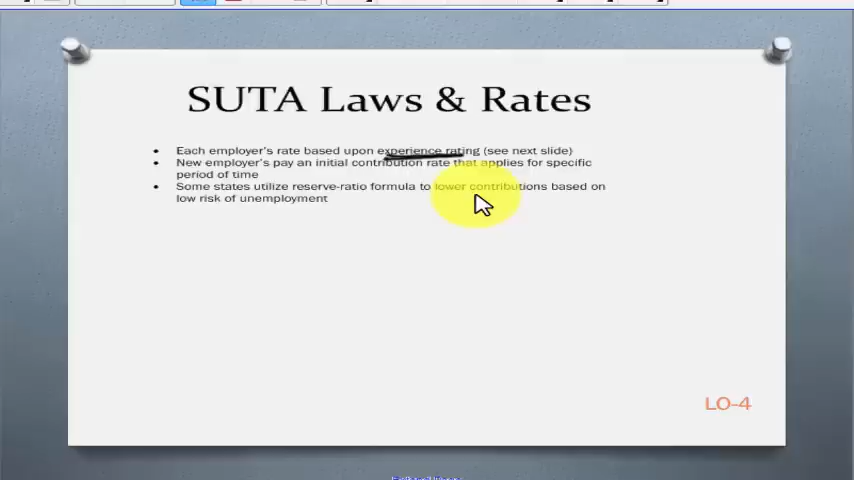 SUTA Laws & Rates
• Each employer's rate based upon experience rating (see next slide)
• New employer's pay an initial contribution rate that applies for specific
period of time
• Some states utilize reserve-ratio formula to lower contributions based on
low risk of unemployment
LO-4